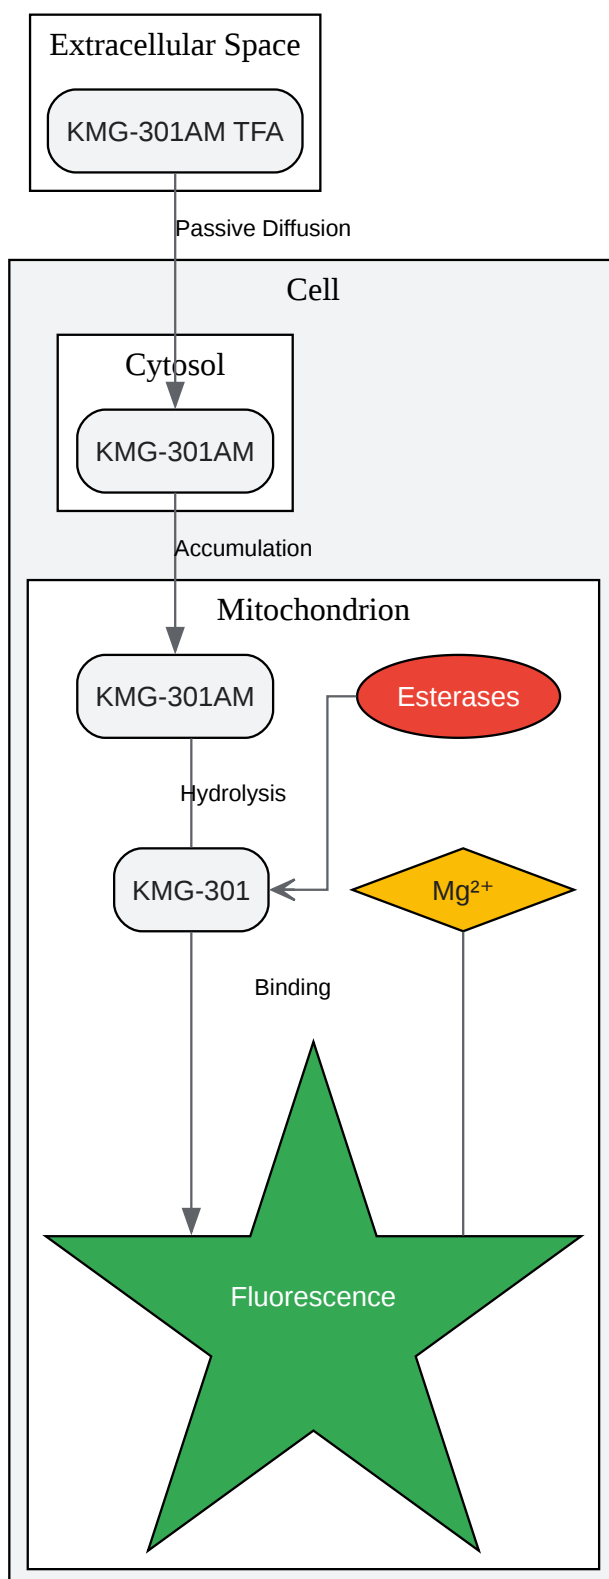 Extracellular Space
KMG-301AM TFA
Passive Diffusion
Cell
Cytosol
KMG-301AM
Accumulation
Mitochondrion
KMG-301AM
Esterases
Hydrolysis
KMG-301
Mg²⁺
Binding
Fluorescence